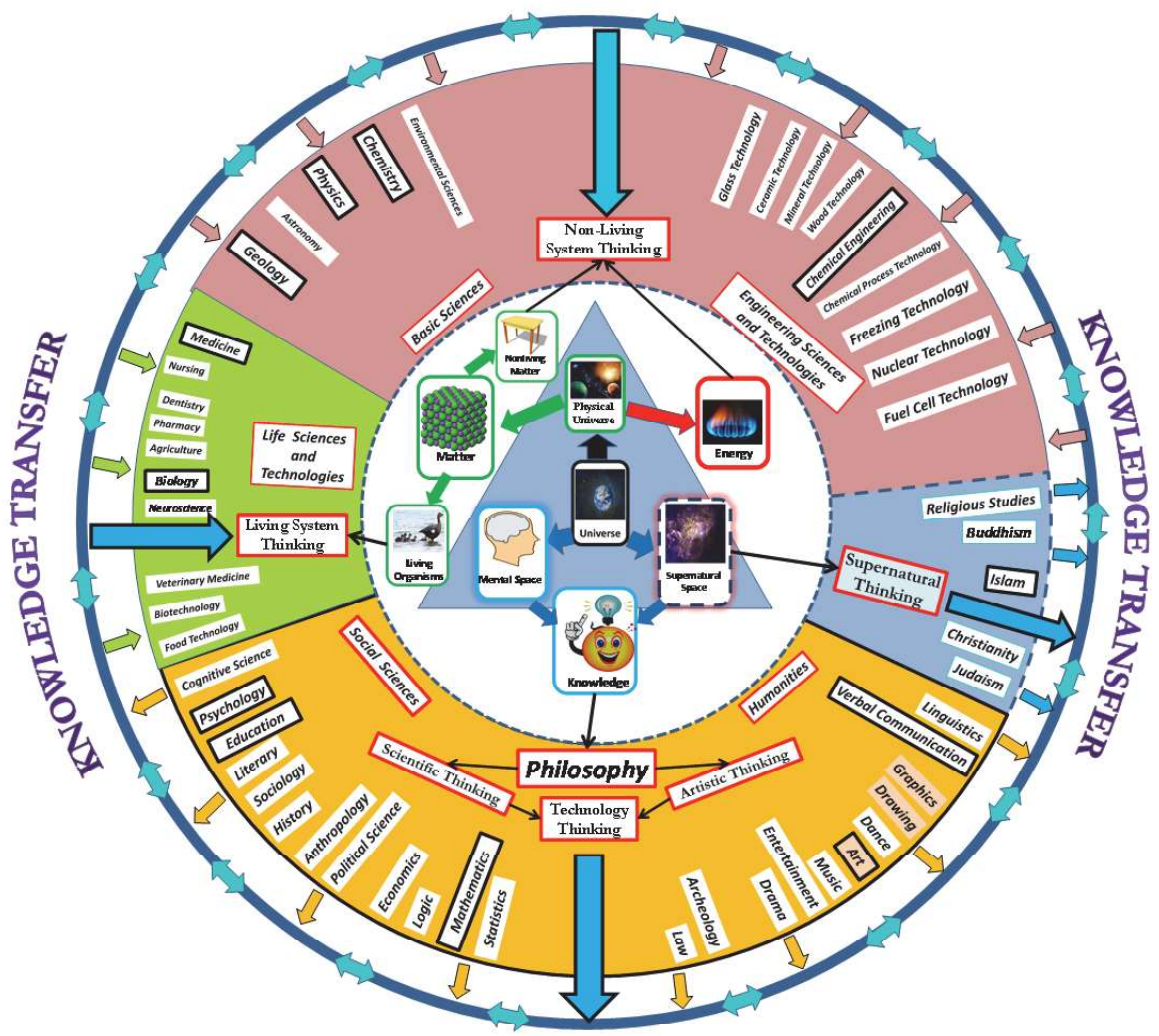 KNOWLEDGE TRANSFER
KNOWLEDGE TRANSFER
Geology
Astronomy
Physics
Chemistry
Environmental Sciences
Basic Sciences
Non-Living
System Thinking
Glass Technology
Ceramic Technology
Mineral Technology
Wood Technology
Chemical Engineering
Chemical Process Technology
Freezing Technology
Nuclear Technology
Fuel Cell Technology
Engineering Sciences
and Technologies
Medicine
Nursing
Dentistry
Pharmacy
Agriculture
Biology
Neuroscience
Life Sciences
and
Technologies
Living System
Thinking
Veterinary Medicine
Biotechnology
Food Technology
Nonliving
Matter
Physical
Universe
Matter
Energy
Universe
Living
Organisms
Mental Space
Supernatural
Space
Knowledge
Religious Studies
Buddhism
Islam
Supernatural
Thinking
Christianity
Judaism
Social Sciences
Humanities
Philosophy
Scientific Thinking
Artistic Thinking
Technology
Thinking
Cognitive Science
Psychology
Education
Literary
Sociology
History
Anthropology
Political Science
Economics
Logic
Mathematics
Statistics
Law
Archeology
Drama
Entertainment
Music
Art
Dance
Drawing
Graphics
Verbal Communication
Linguistics